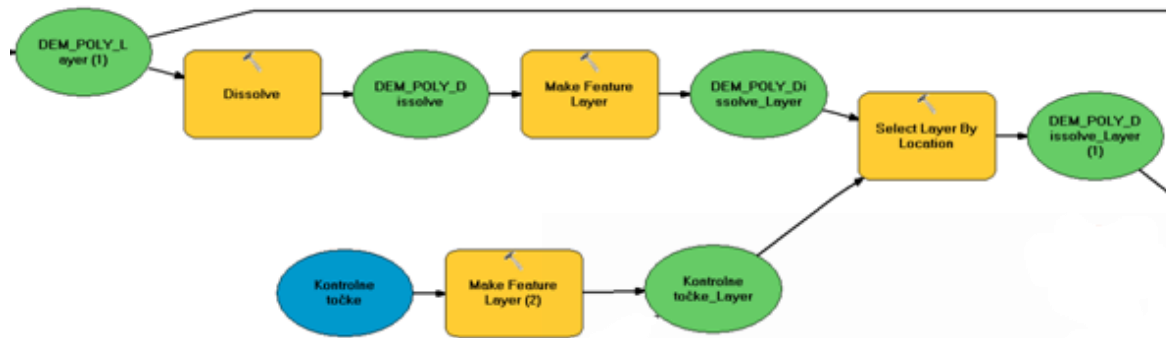 DEM_POLY_L
ayer (1)
Dissolve
DEM_POLY_D
issolve
Make Feature
Layer
DEM_POLY_Di
ssolve_Layer
Select Layer By
Location
DEM_POLY_D
issolve_Layer
(1)
Kontrolne
točke
Make Feature
Layer (2)
Kontrolne
točke_Layer